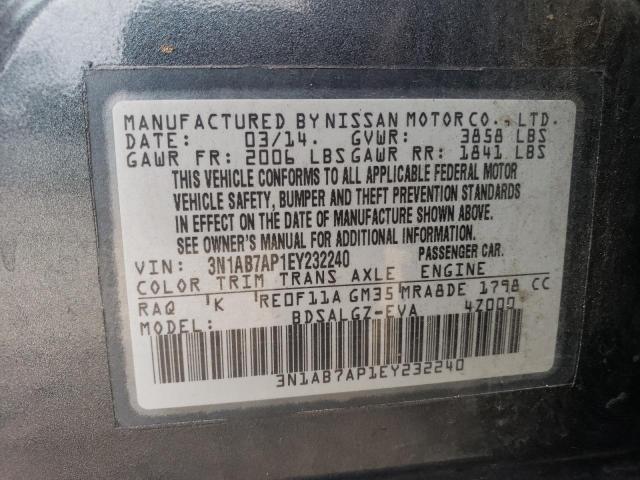 MANUFACTURED BY NISSAN MOTOR CO., LTD.
DATE: 03/14. GVWR: 3858 LBS
GAWR FR: 2006 LBS GAWR RR: 1841 LBS
THIS VEHICLE CONFORMS TO ALL APPLICABLE FEDERAL MOTOR
VEHICLE SAFETY, BUMPER AND THEFT PREVENTION STANDARDS
IN EFFECT ON THE DATE OF MANUFACTURE SHOWN ABOVE.
SEE OWNER'S MANUAL FOR ADDITIONAL INFORMATION.
VIN: 3N1AB7AP1EY232240 PASSENGER CAR.
COLOR TRIM TRANS AXLE ENGINE
RAQ K RE0F11A GM35 MRA8DE 1798 CC
MODEL: BDSALGZ-EVA 4Z000
3N1AB7AP1EY232240